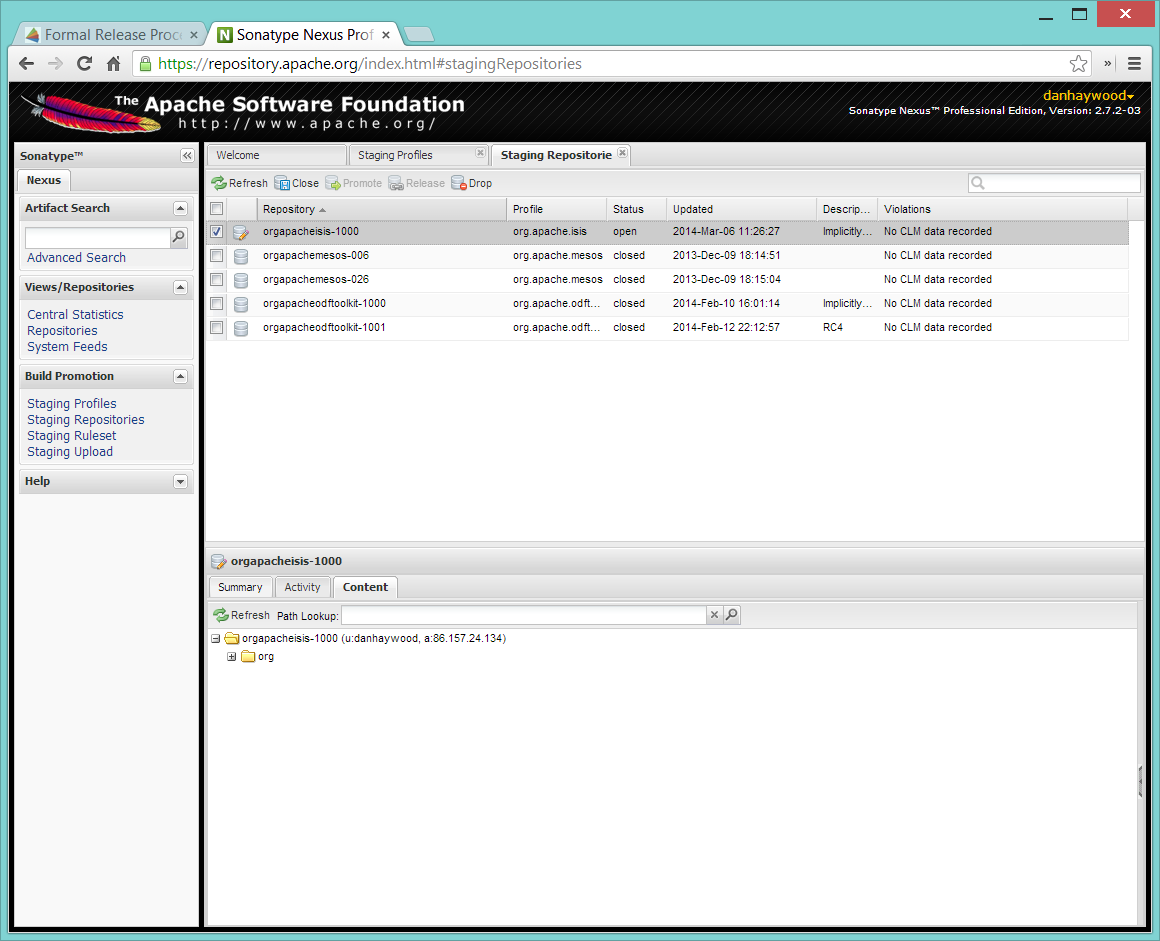 Formal Release Proc
Sonatype Nexus Prof
https://repository.apache.org/index.html#stagingRepositories
The Apache Software Foundation
http://www.apache.org/
danhaywood
Sonatype Nexus™ Professional Edition, Version: 2.7.2-03
Sonatype™
Nexus
Artifact Search
Advanced Search
Views/Repositories
Central Statistics
Repositories
System Feeds
Build Promotion
Staging Profiles
Staging Repositories
Staging Ruleset
Staging Upload
Help
Welcome
Staging Profiles
Staging Repositorie
Refresh Close Promote Release Drop
Repository Profile Status Updated Descrip... Violations
orgapacheisis-1000 org.apache.isis open 2014-Mar-06 11:26:27 Implicitly... No CLM data recorded
orgapachemesos-006 org.apache.mesos closed 2013-Dec-09 18:14:51 No CLM data recorded
orgapachemesos-026 org.apache.mesos closed 2013-Dec-09 18:15:04 No CLM data recorded
orgapacheodftoolkit-1000 org.apache.odft... closed 2014-Feb-10 16:01:14 Implicitly... No CLM data recorded
orgapacheodftoolkit-1001 org.apache.odft... closed 2014-Feb-12 22:12:57 RC4 No CLM data recorded
orgapacheisis-1000
Summary Activity Content
Refresh Path Lookup:
orgapacheisis-1000 (u:danhaywood, a:86.157.24.134)
org